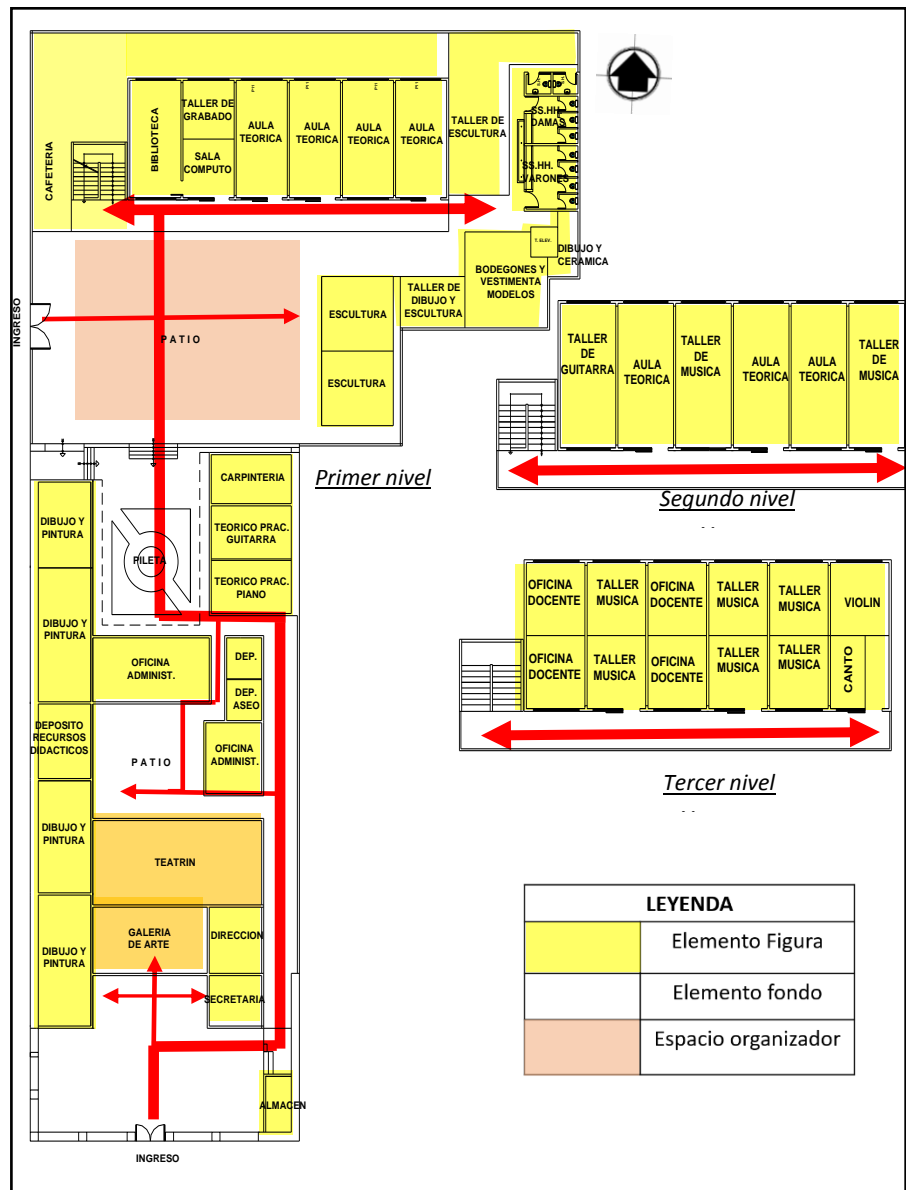 TALLER DE
GRABADO
SALA
COMPUTO
BIBLIOTECA
CAFETERIA
AULA
TEORICA
AULA
TEORICA
AULA
TEORICA
AULA
TEORICA
TALLER DE
ESCULTURA
SS.HH.
DAMAS
SS.HH.
VARONES
T. ELEV.
DIBUJO Y
CERAMICA
BODEGONES Y
VESTIMENTA
MODELOS
TALLER DE
DIBUJO Y
ESCULTURA
ESCULTURA
ESCULTURA
INGRESO
P A T I O
Primer nivel
CARPINTERIA
TEORICO PRAC.
GUITARRA
TEORICO PRAC.
PIANO
PILETA
DIBUJO Y
PINTURA
DIBUJO Y
PINTURA
OFICINA
ADMINIST.
DEP.
DEP.
ASEO
OFICINA
ADMINIST.
DEPOSITO
RECURSOS
DIDACTICOS
P A T I O
DIBUJO Y
PINTURA
TEATRIN
GALERIA
DE ARTE
DIRECCION
DIBUJO Y
PINTURA
SECRETARIA
ALMACEN
INGRESO
TALLER
DE
GUITARRA
AULA
TEORICA
TALLER
DE
MUSICA
AULA
TEORICA
AULA
TEORICA
TALLER
DE
MUSICA
Segundo nivel
OFICINA
DOCENTE
TALLER
MUSICA
OFICINA
DOCENTE
TALLER
MUSICA
TALLER
MUSICA
VIOLIN
OFICINA
DOCENTE
TALLER
MUSICA
OFICINA
DOCENTE
TALLER
MUSICA
TALLER
MUSICA
CANTO
Tercer nivel
LEYENDA
Elemento Figura
Elemento fondo
Espacio organizador